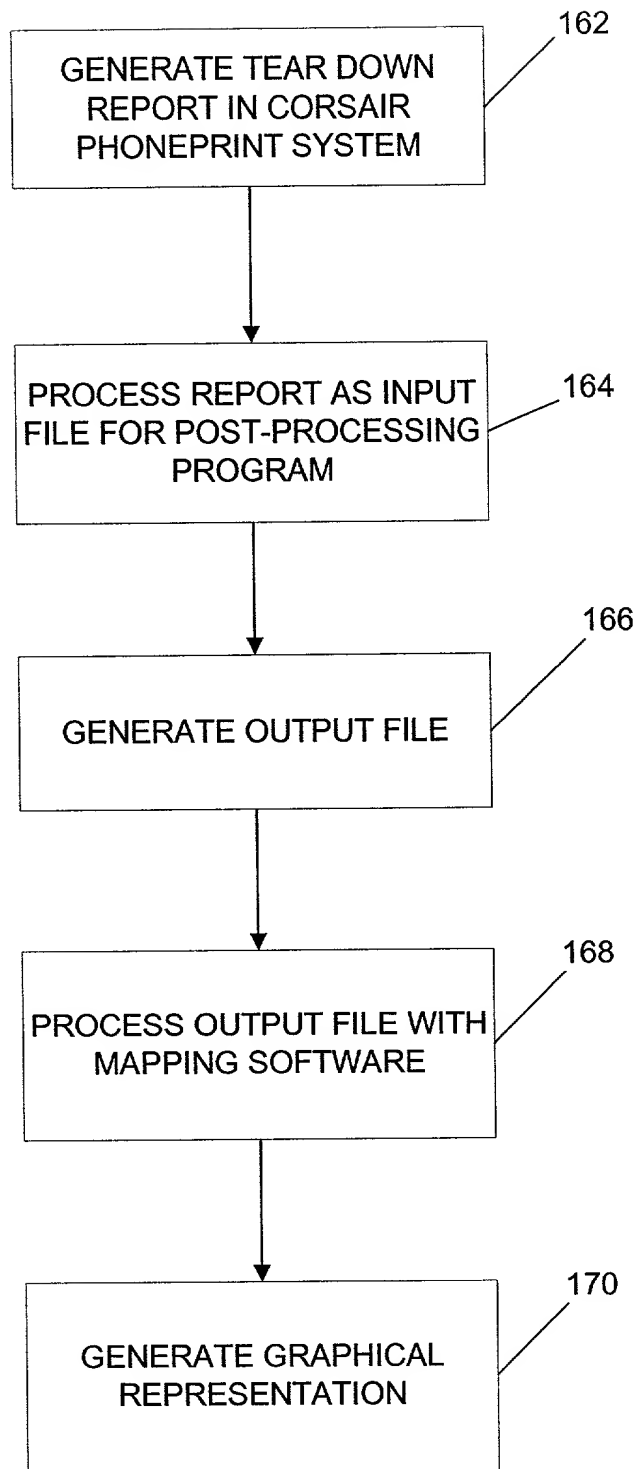 162
GENERATE TEAR DOWN
REPORT IN CORSAIR
PHONEPRINT SYSTEM
164
PROCESS REPORT AS INPUT
FILE FOR POST-PROCESSING
PROGRAM
166
GENERATE OUTPUT FILE
168
PROCESS OUTPUT FILE WITH
MAPPING SOFTWARE
170
GENERATE GRAPHICAL
REPRESENTATION